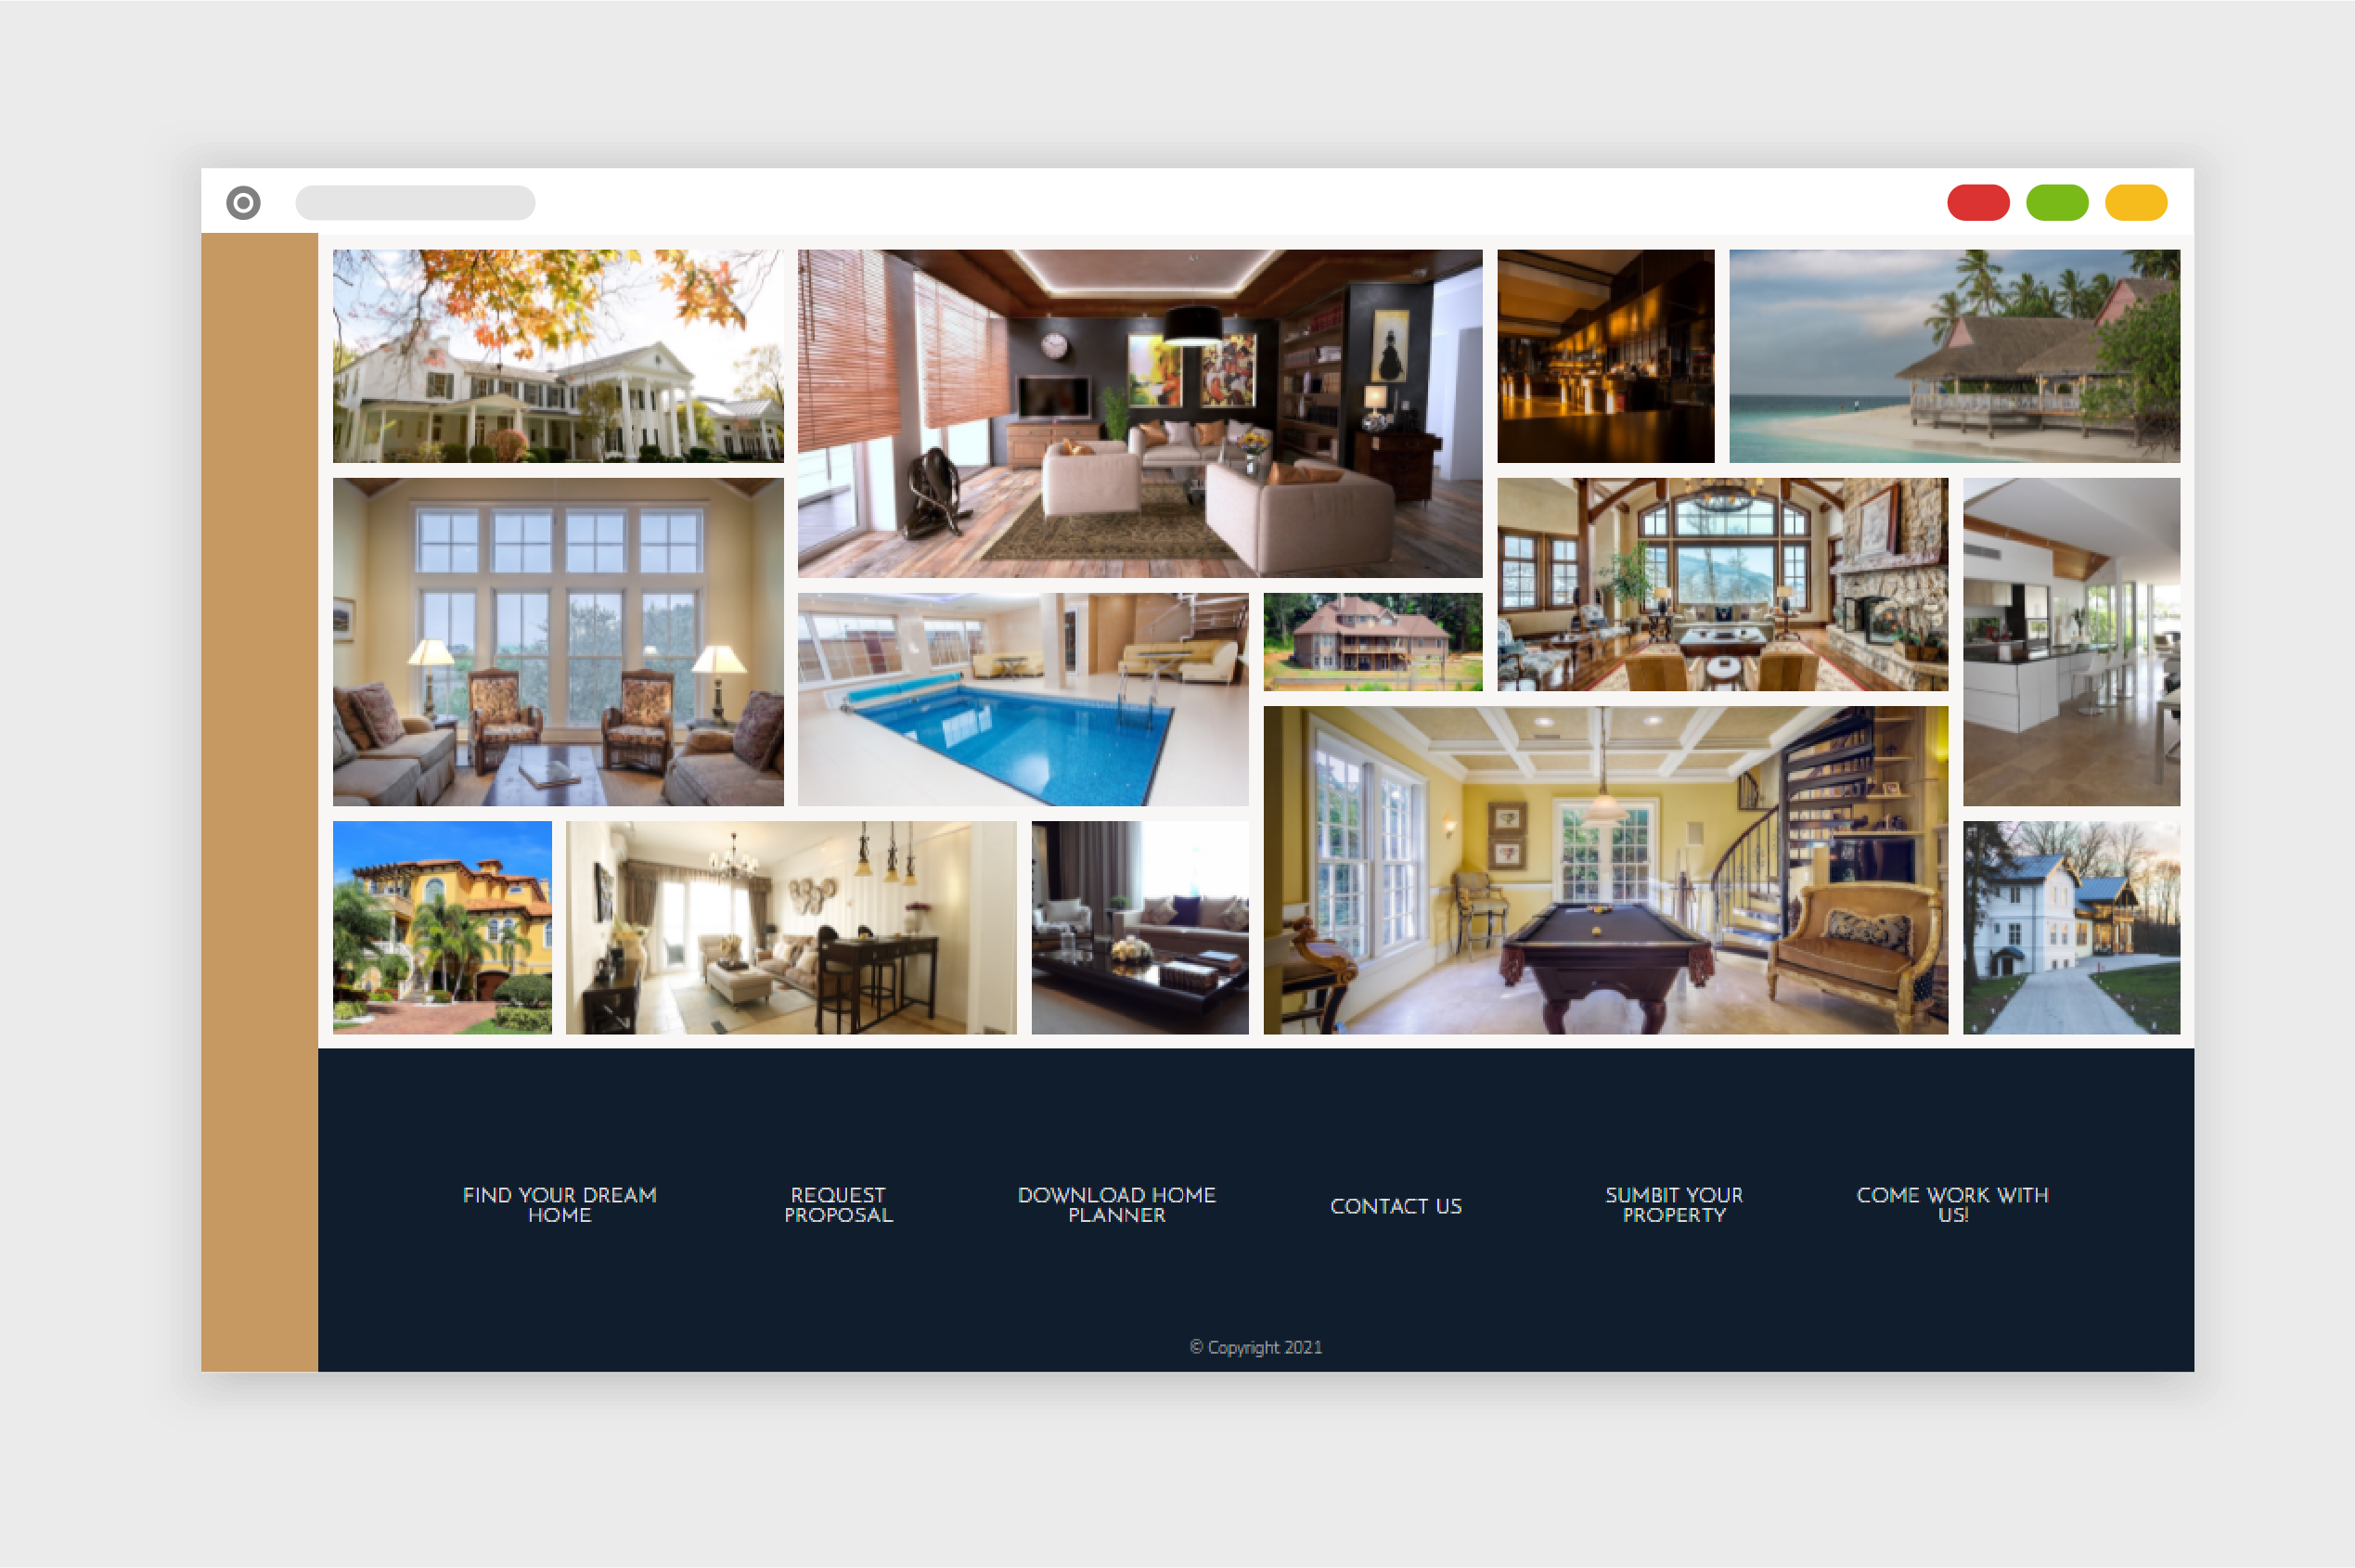 FIND YOUR DREAM
HOME
REQUEST
PROPOSAL
DOWNLOAD HOME
PLANNER
CONTACT US
SUMBIT YOUR
PROPERTY
COME WORK WITH
US!
© Copyright 2021